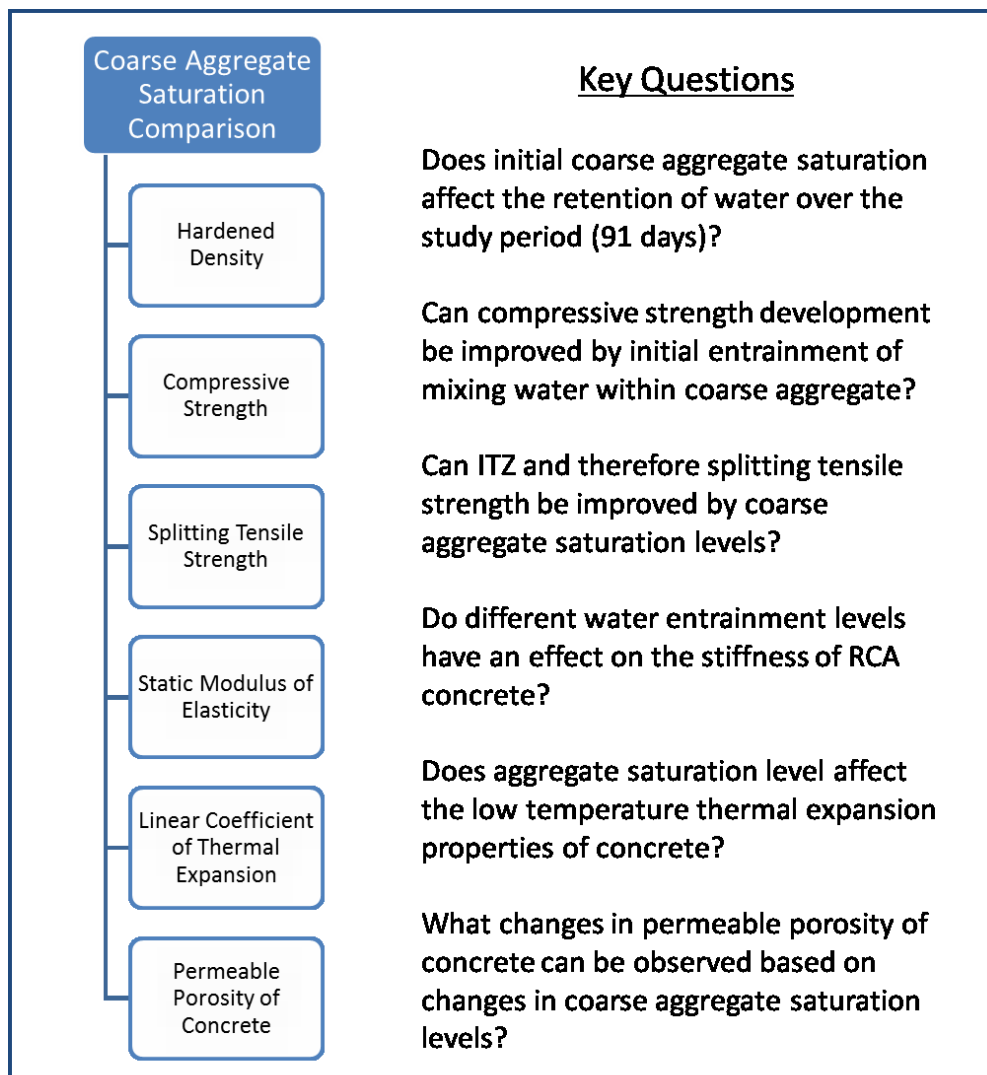 Coarse Aggregate
Saturation
Comparison
Hardened
Density
Compressive
Strength
Splitting Tensile
Strength
Static Modulus of
Elasticity
Linear Coefficient
of Thermal
Expansion
Permeable
Porosity of
Concrete
Key Questions
Does initial coarse aggregate saturation
affect the retention of water over the
study period (91 days)?
Can compressive strength development
be improved by initial entrainment of
mixing water within coarse aggregate?
Can ITZ and therefore splitting tensile
strength be improved by coarse
aggregate saturation levels?
Do different water entrainment levels
have an effect on the stiffness of RCA
concrete?
Does aggregate saturation level affect
the low temperature thermal expansion
properties of concrete?
What changes in permeable porosity of
concrete can be observed based on
changes in coarse aggregate saturation
levels?